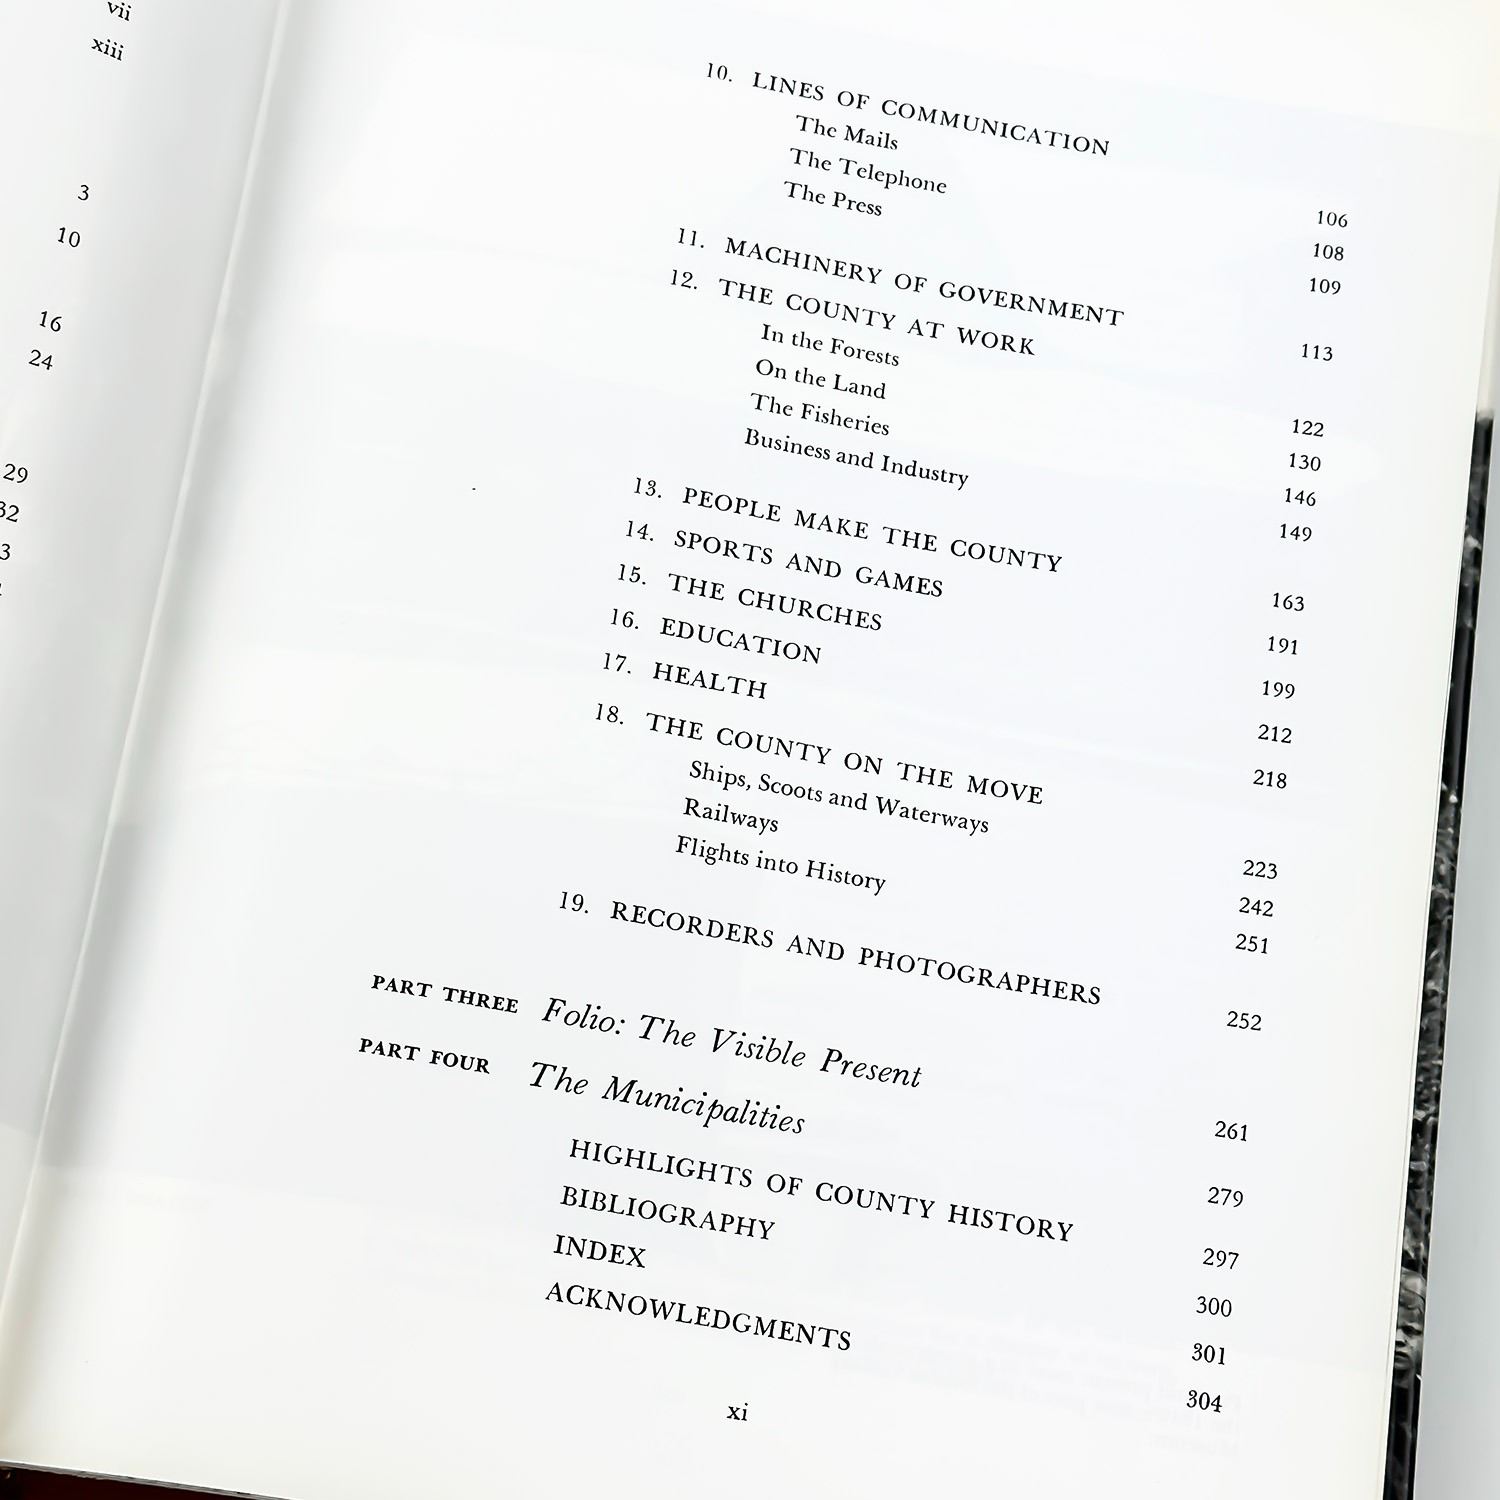 vii
xiii
3
10
16
24
29
10. LINES OF COMMUNICATION
The Mails 106
The Telephone 108
The Press 109
11. MACHINERY OF GOVERNMENT 113
12. THE COUNTY AT WORK
In the Forests 122
On the Land 130
The Fisheries 146
Business and Industry 149
13. PEOPLE MAKE THE COUNTY 163
14. SPORTS AND GAMES 191
15. THE CHURCHES 199
16. EDUCATION 212
17. HEALTH 218
18. THE COUNTY ON THE MOVE
Ships, Scoots and Waterways 223
Railways 242
Flights into History 251
19. RECORDERS AND PHOTOGRAPHERS 252
PART THREE Folio: The Visible Present 261
PART FOUR The Municipalities 279
HIGHLIGHTS OF COUNTY HISTORY 297
BIBLIOGRAPHY 300
INDEX 301
ACKNOWLEDGMENTS 304
xi